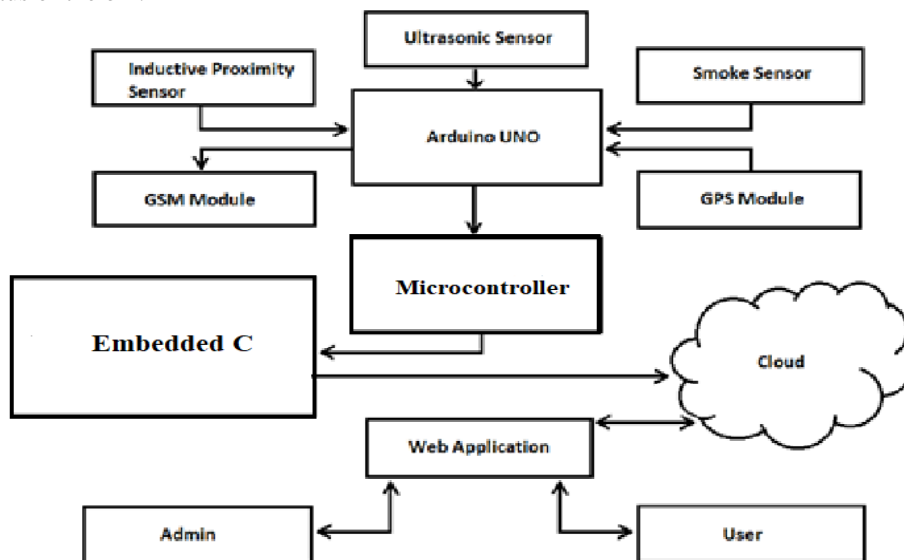 Ultrasonic Sensor
Inductive Proximity
Sensor
Smoke Sensor
Arduino UNO
GSM Module
GPS Module
Microcontroller
Embedded C
Cloud
Web Application
Admin
User